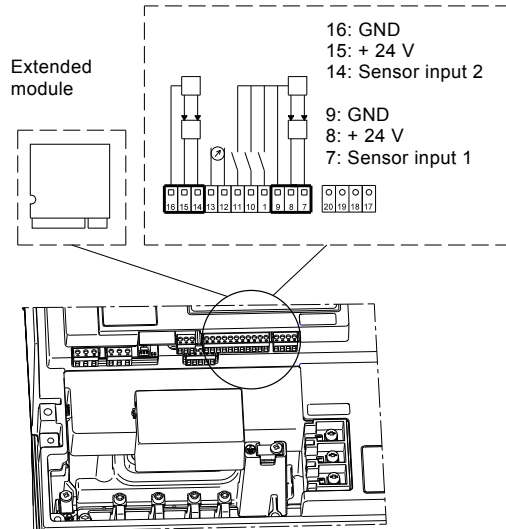 16: GND
15: + 24 V
14: Sensor input 2
Extended
module
9: GND
8: + 24 V
7: Sensor input 1
16 15 14 13 12 11 10 1 9 8 7 20 19 18 17